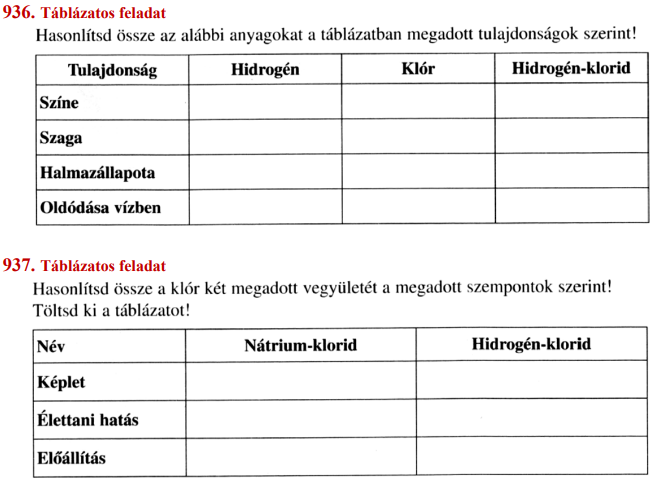 936. Táblázatos feladat
Hasonlítsd össze az alábbi anyagokat a táblázatban megadott tulajdonságok szerint!
Tulajdonság Hidrogén Klór Hidrogén-klorid
Színe
Szaga
Halmazállapota
Oldódása vízben
937. Táblázatos feladat
Hasonlítsd össze a klór két megadott vegyületét a megadott szempontok szerint!
Töltsd ki a táblázatot!
Név Nátrium-klorid Hidrogén-klorid
Képlet
Élettani hatás
Előállítás